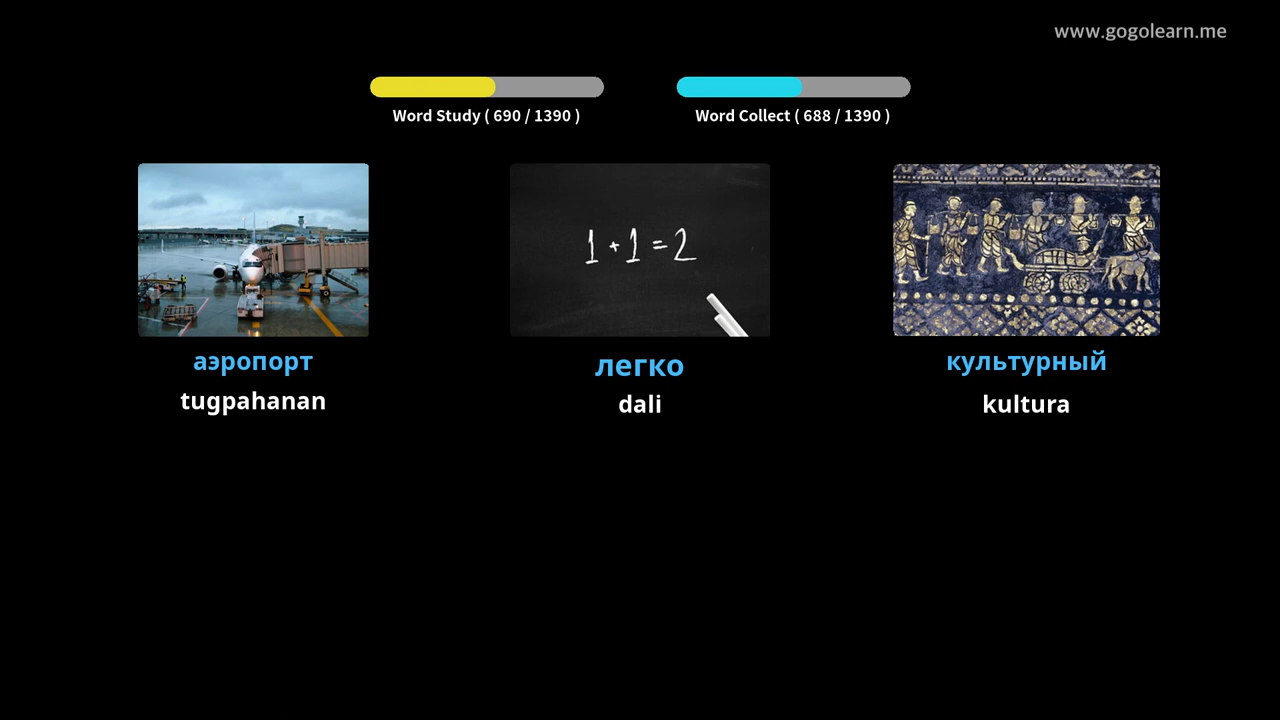 www.gogolearn.me
Word Study ( 690 / 1390 )
Word Collect ( 688 / 1390 )
1 + 1 = 2
аэропорт
легко
культурный
tugpahanan
dali
kultura